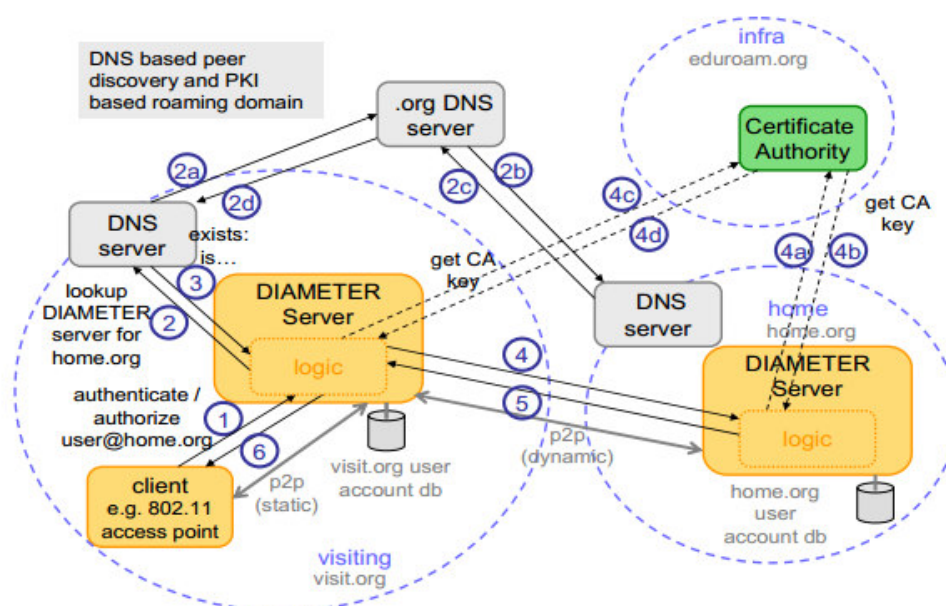 DNS based peer
discovery and PKI
based roaming domain
infra
eduroam.org
.org DNS
server
Certificate
Authority
2a
2b
2c
2d
4c
4d
get CA
key
4a
4b
DNS
server
exists:
is...
3
get CA
key
lookup
DIAMETER
server for
home.org
2
DIAMETER
Server
logic
DNS
server
home
home.org
DIAMETER
Server
logic
4
5
authenticate /
authorize
user@home.org
1
6
client
e.g. 802.11
access point
p2p
(static)
visit.org user
account db
p2p
(dynamic)
home.org
user
account db
visiting
visit.org